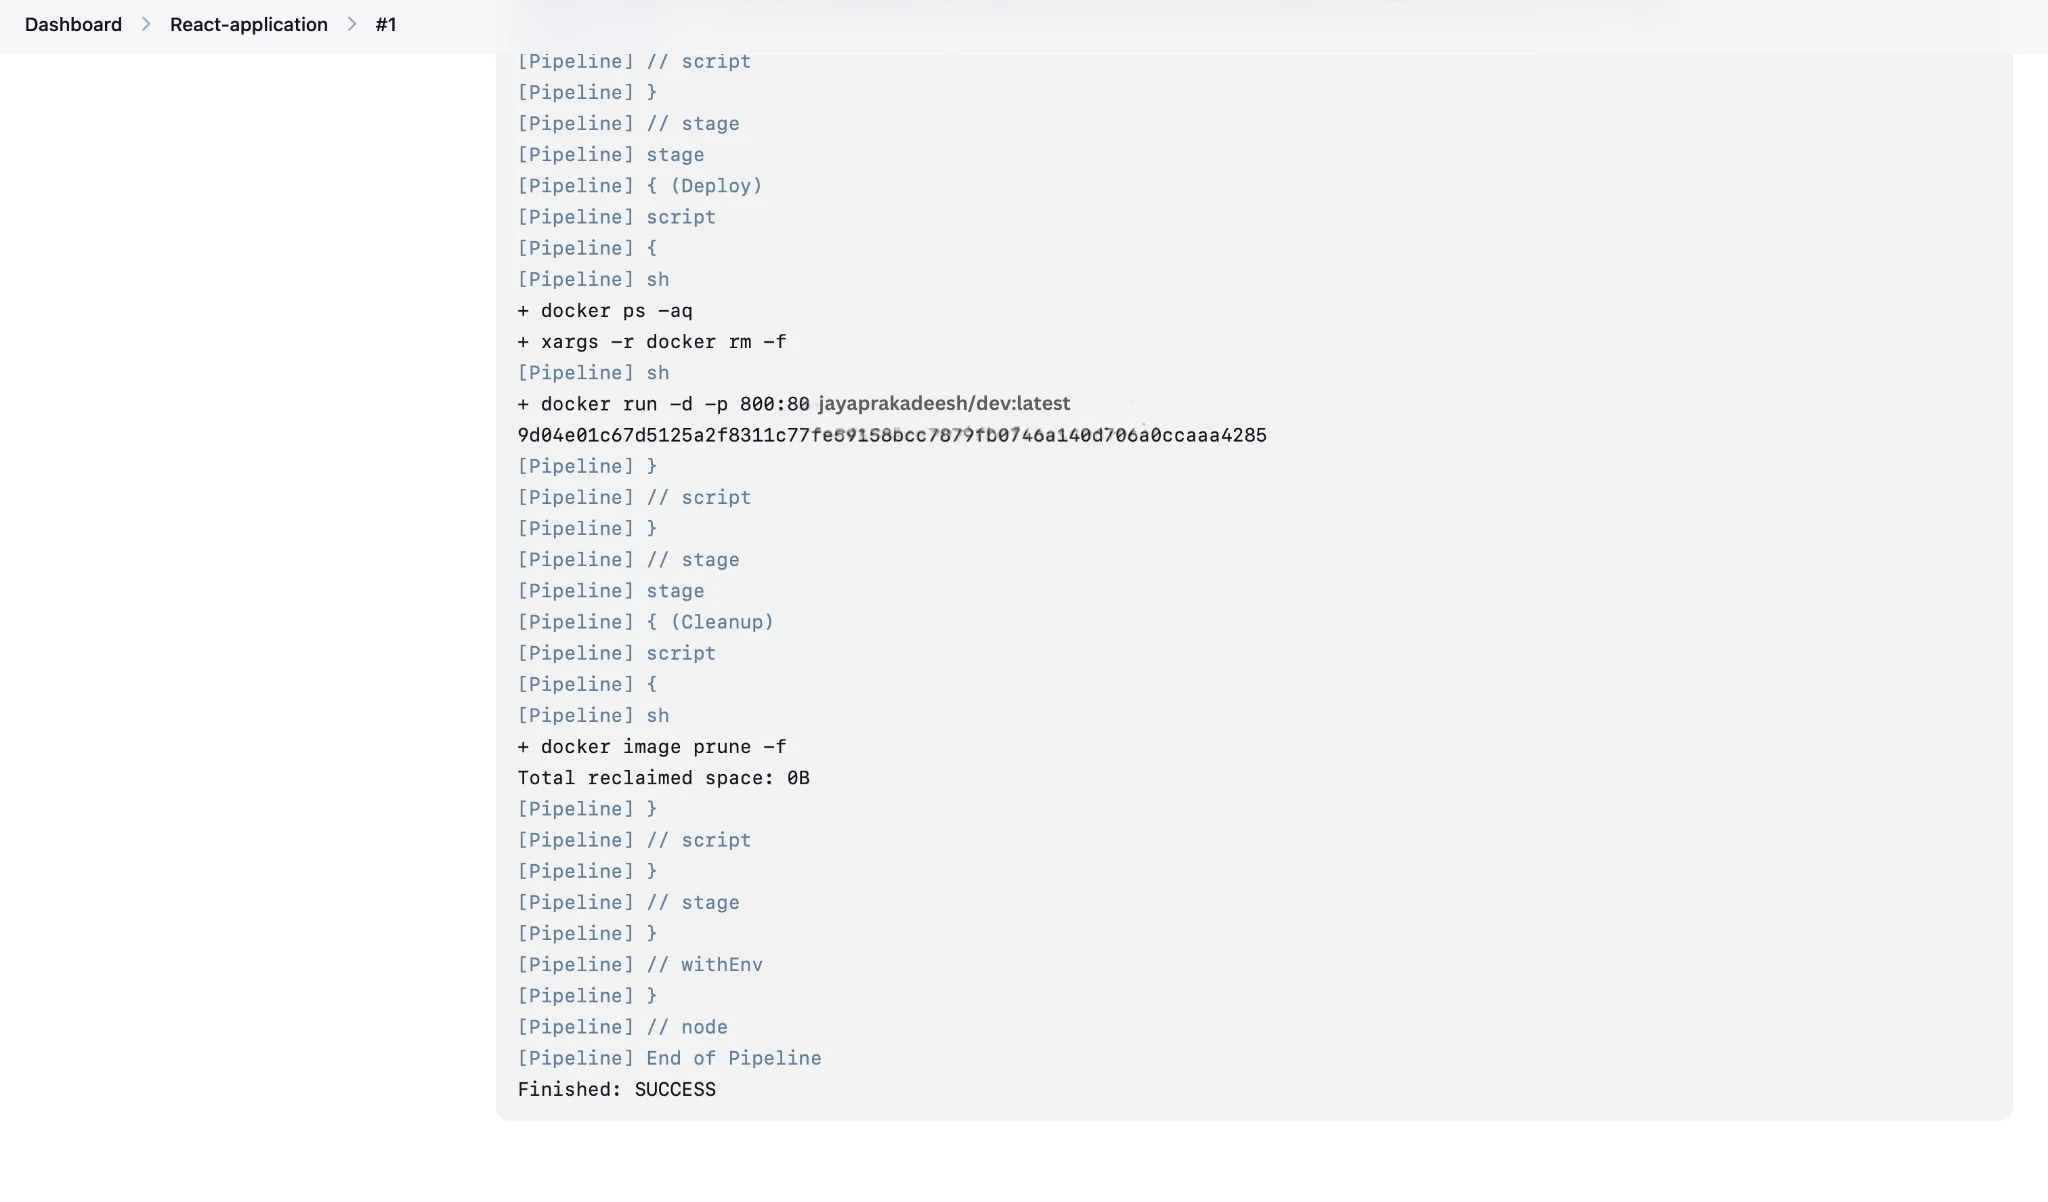 Dashboard > React-application > #1
[Pipeline] // script
[Pipeline] }
[Pipeline] // stage
[Pipeline] stage
[Pipeline] { (Deploy)
[Pipeline] script
[Pipeline] {
[Pipeline] sh
+ docker ps -aq
+ xargs -r docker rm -f
[Pipeline] sh
+ docker run -d -p 800:80 jayaprakadeesh/dev:latest
9d04e01c67d5125a2f8311c77fe59158bcc7879fb0746a140d706a0ccaaa4285
[Pipeline] }
[Pipeline] // script
[Pipeline] }
[Pipeline] // stage
[Pipeline] stage
[Pipeline] { (Cleanup)
[Pipeline] script
[Pipeline] {
[Pipeline] sh
+ docker image prune -f
Total reclaimed space: 0B
[Pipeline] }
[Pipeline] // script
[Pipeline] }
[Pipeline] // stage
[Pipeline] }
[Pipeline] // withEnv
[Pipeline] }
[Pipeline] // node
[Pipeline] End of Pipeline
Finished: SUCCESS